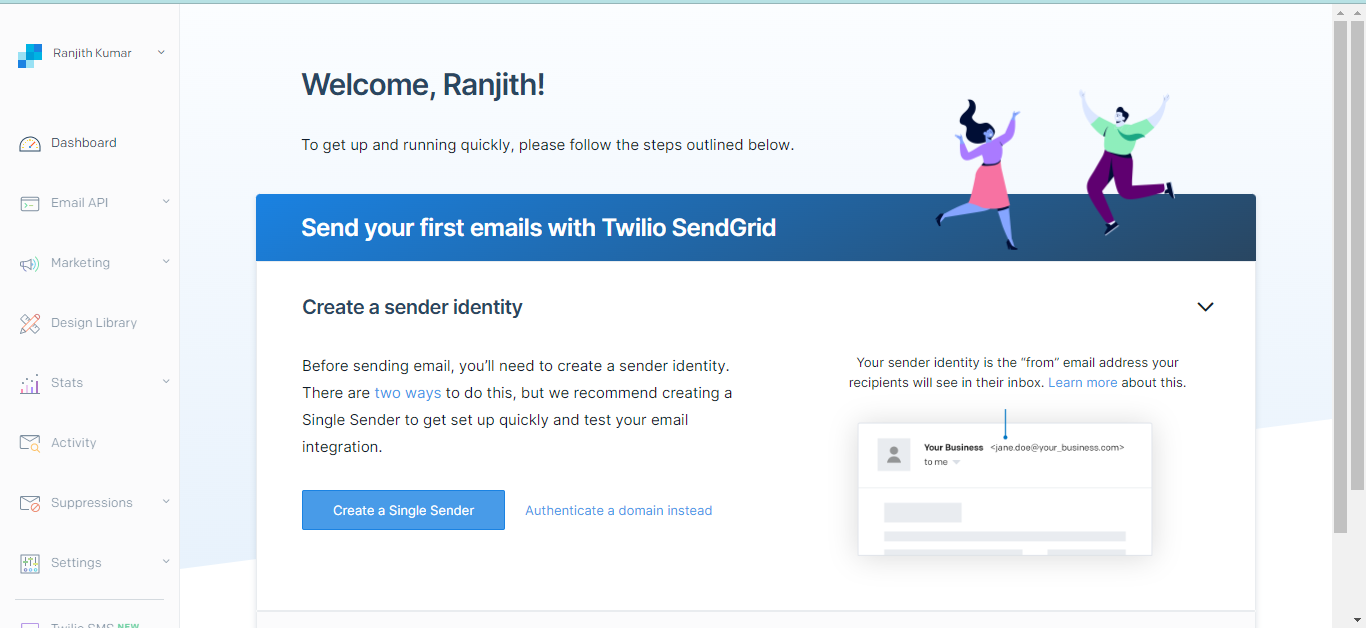 Ranjith Kumar
Dashboard
Email API
Marketing
Design Library
Stats
Activity
Suppressions
Settings
Twilio SMS NEW
Welcome, Ranjith!
To get up and running quickly, please follow the steps outlined below.
Send your first emails with Twilio SendGrid
Create a sender identity
Before sending email, you’ll need to create a sender identity.
There are two ways to do this, but we recommend creating a
Single Sender to get set up quickly and test your email
integration.
Create a Single Sender
Authenticate a domain instead
Your sender identity is the “from” email address your
recipients will see in their inbox. Learn more about this.
Your Business <jane.doe@your_business.com>
to me